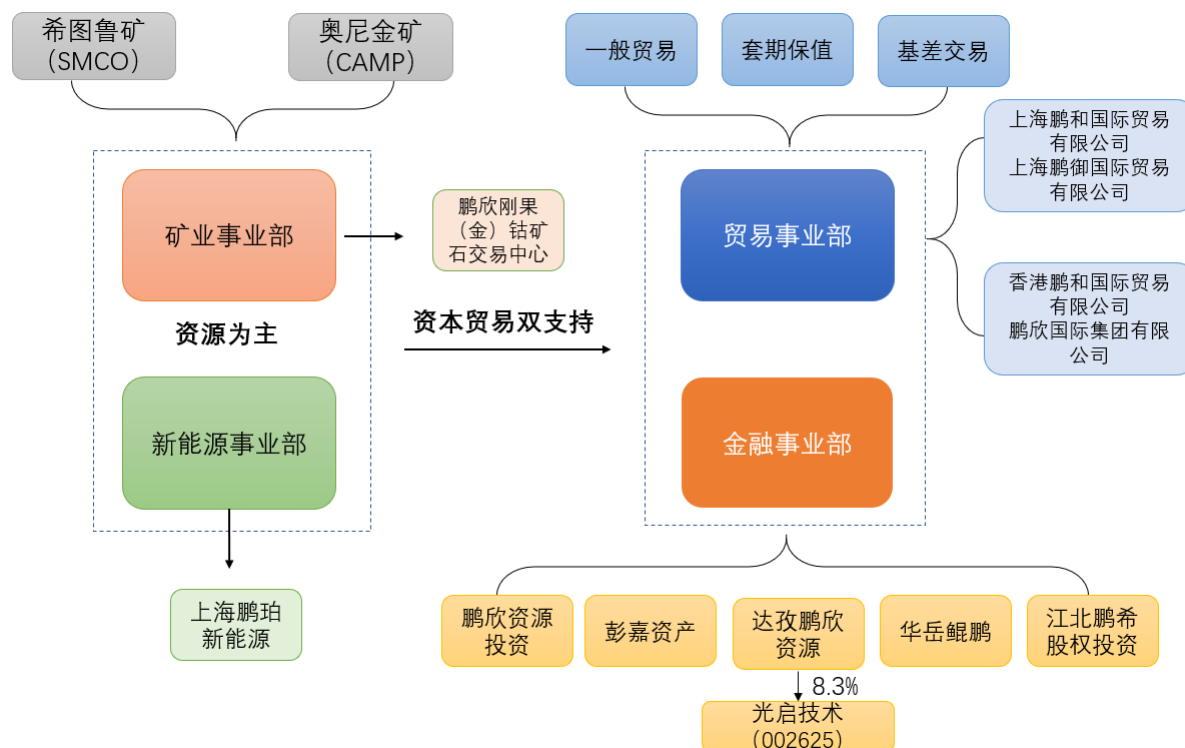 希图鲁矿
（SMCO）
奥尼金矿
（CAMP）
一般贸易
套期保值
基差交易
上海鹏和国际贸易
有限公司
上海鹏御国际贸易
有限公司
矿业事业部
鹏欣刚果
（金）钴矿
石交易中心
贸易事业部
资源为主
资本贸易双支持
香港鹏和国际贸易
有限公司
鹏欣国际集团有限
公司
新能源事业部
金融事业部
上海鹏珀
新能源
鹏欣资源
投资
彭嘉资产
达孜鹏欣
资源
华岳鲲鹏
江北鹏希
股权投资
8.3%
光启技术
（002625）